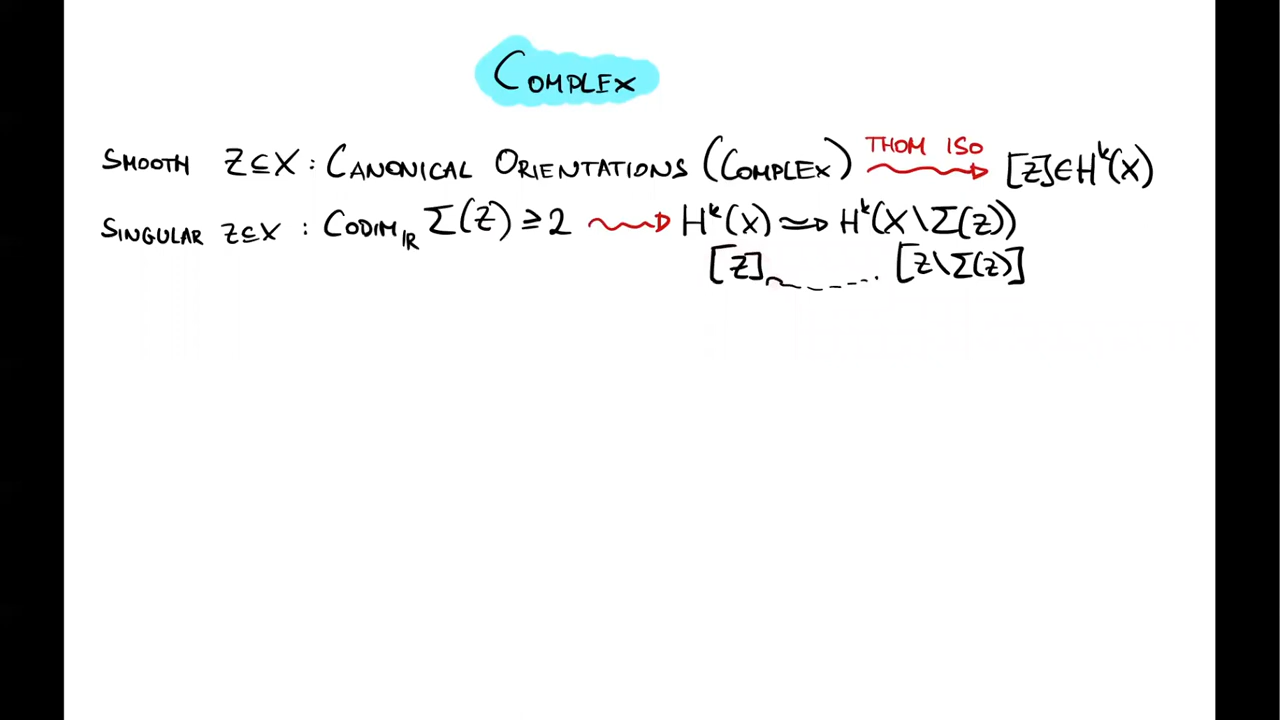 COMPLEX
SMOOTH Z⊆X : CANONICAL ORIENTATIONS (COMPLEX) THOM ISO [Z]∈H^k(X)
SINGULAR Z⊆X : CODIM_ℝ Σ(Z) ≥ 2 ⇝ H^k(X) ≃→ H^k(X\Σ(Z))
[Z] [Z\Σ(Z)]